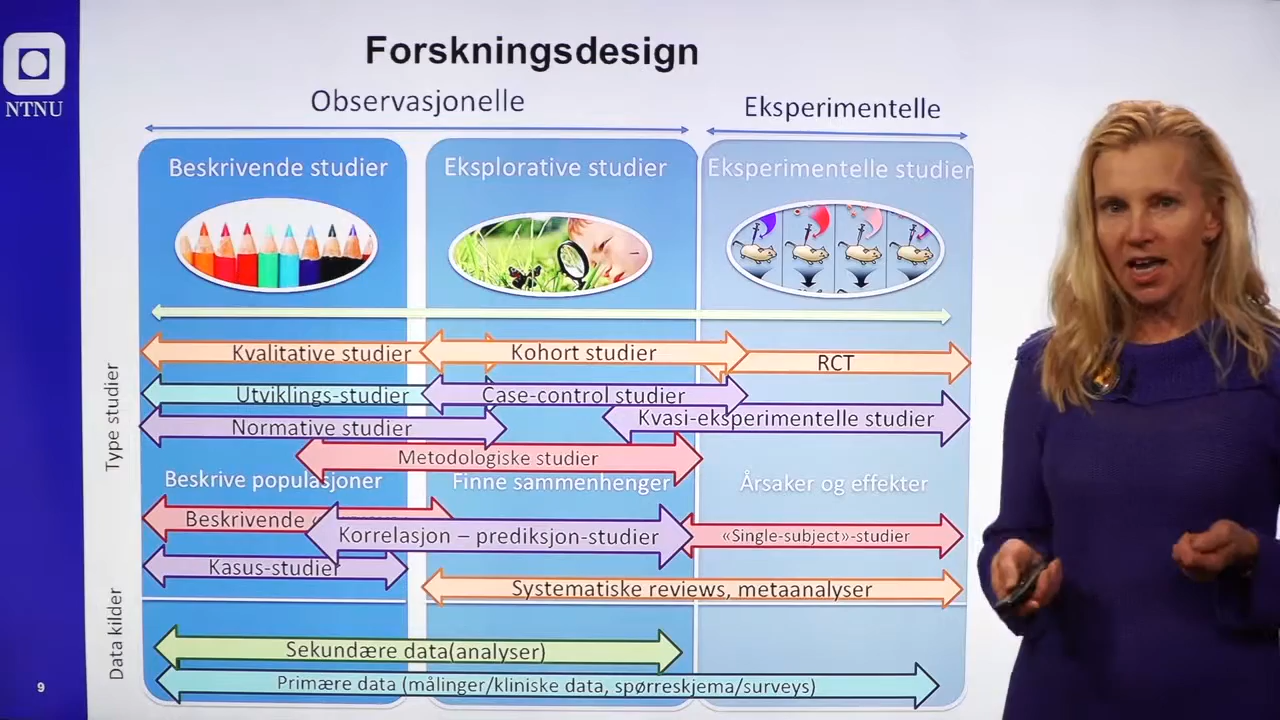 Forskningsdesign
NTNU
Observasjonelle
Eksperimentelle
Beskrivende studier
Eksplorative studier
Eksperimentelle studier
Type studier
Kvalitative studier
Kohort studier
RCT
Utviklings-studier
Case-control studier
Kvasi-eksperimentelle studier
Normative studier
Metodologiske studier
Beskrive populasjoner
Finne sammenhenger
Årsaker og effekter
Beskrivende
Korrelasjon – prediksjon-studier
«Single-subject»-studier
Kasus-studier
Systematiske reviews, metaanalyser
Data kilder
Sekundære data(analyser)
Primære data (målinger/kliniske data, spørreskjema/surveys)
9